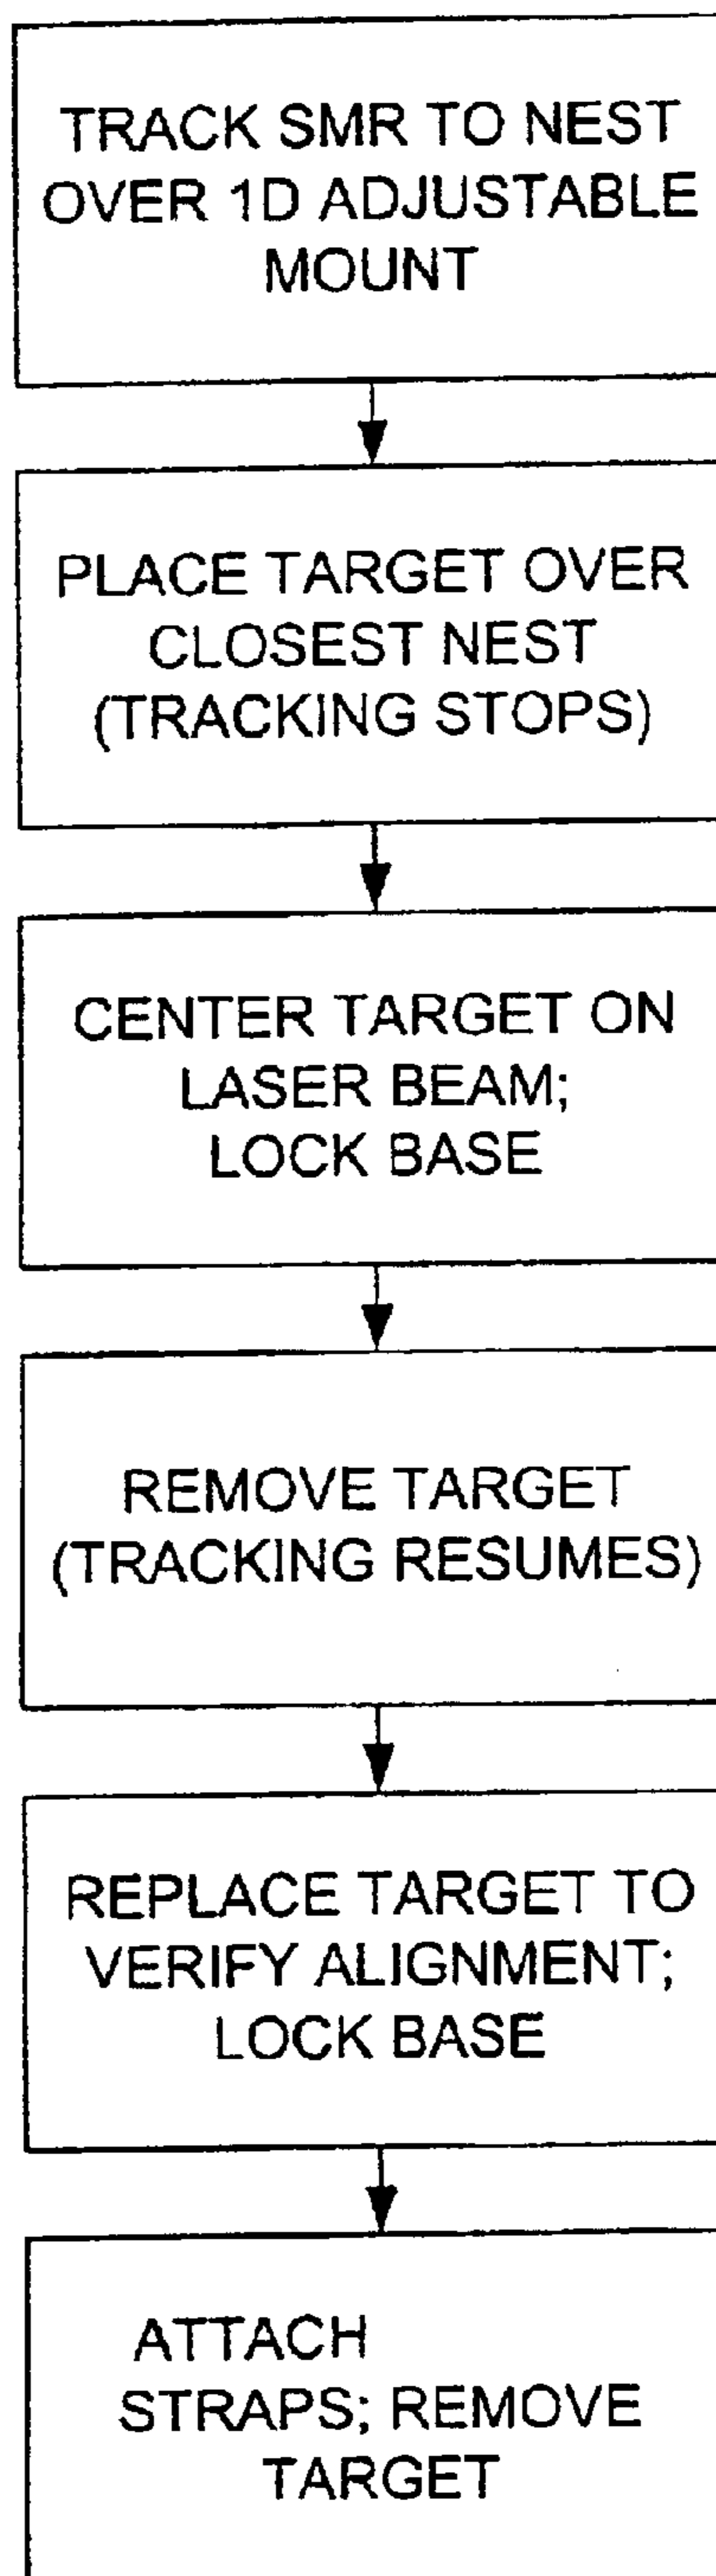 TRACK SMR TO NEST
OVER 1D ADJUSTABLE
MOUNT
PLACE TARGET OVER
CLOSEST NEST
(TRACKING STOPS)
CENTER TARGET ON
LASER BEAM;
LOCK BASE
REMOVE TARGET
(TRACKING RESUMES)
REPLACE TARGET TO
VERIFY ALIGNMENT;
LOCK BASE
ATTACH
STRAPS; REMOVE
TARGET